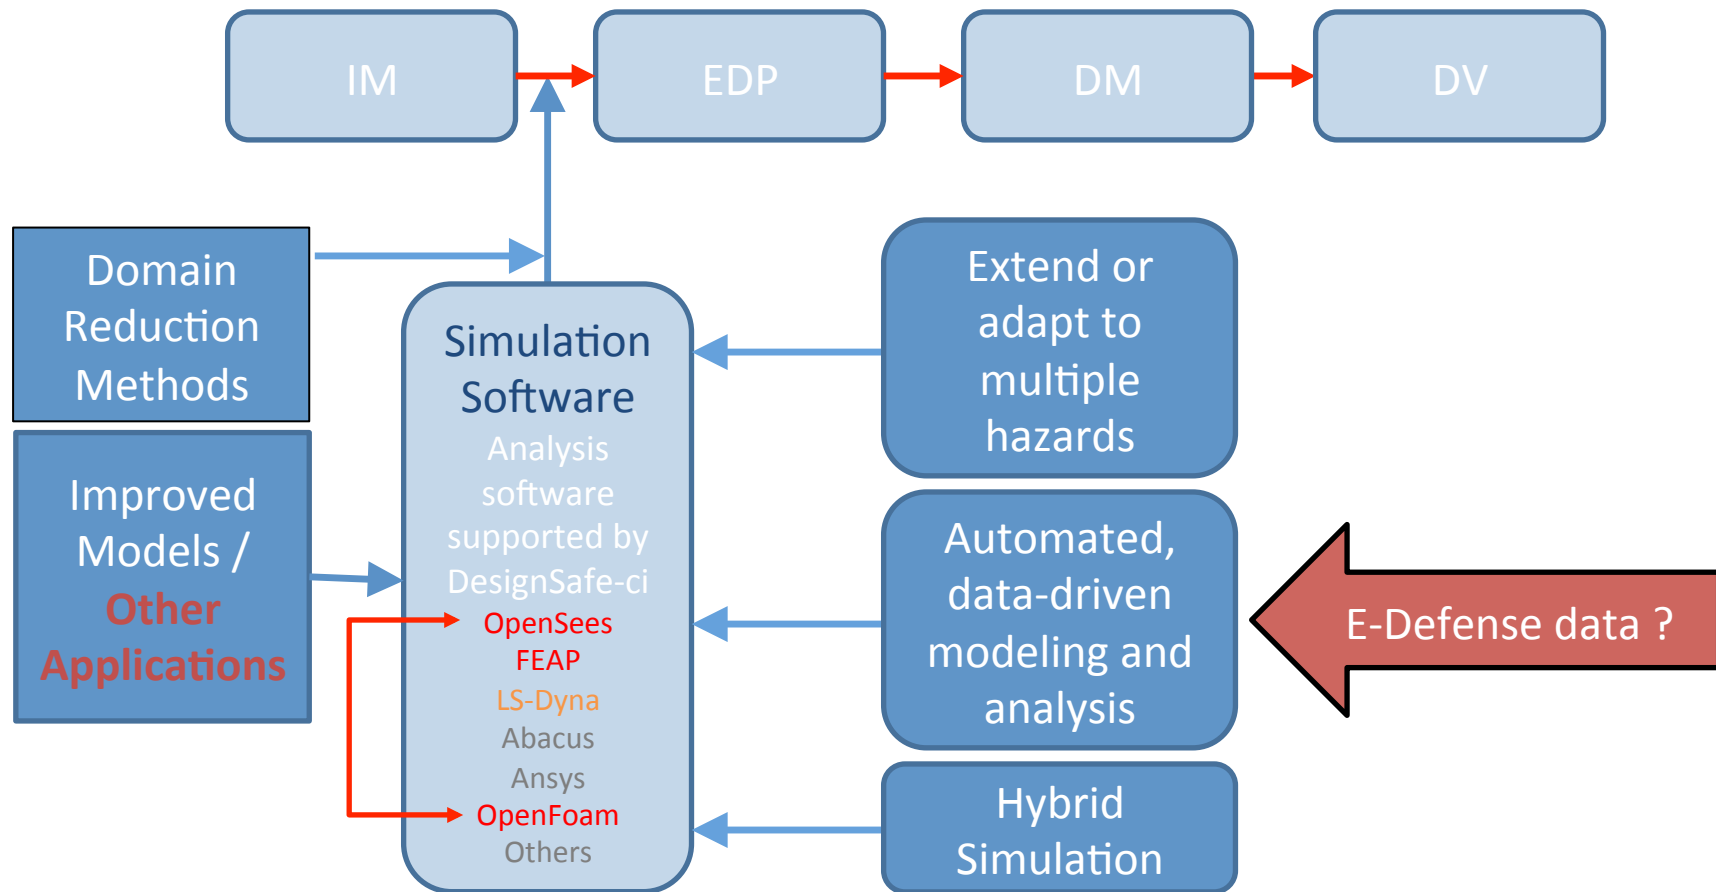 IM
EDP
DM
DV
Domain
Reduction
Methods
Improved
Models /
Other
Applications
Simulation
Software
Analysis
software
supported by
DesignSafe-ci
OpenSees
FEAP
LS-Dyna
Abacus
Ansys
OpenFoam
Others
Extend or
adapt to
multiple
hazards
Automated,
data-driven
modeling and
analysis
Hybrid
Simulation
E-Defense data ?